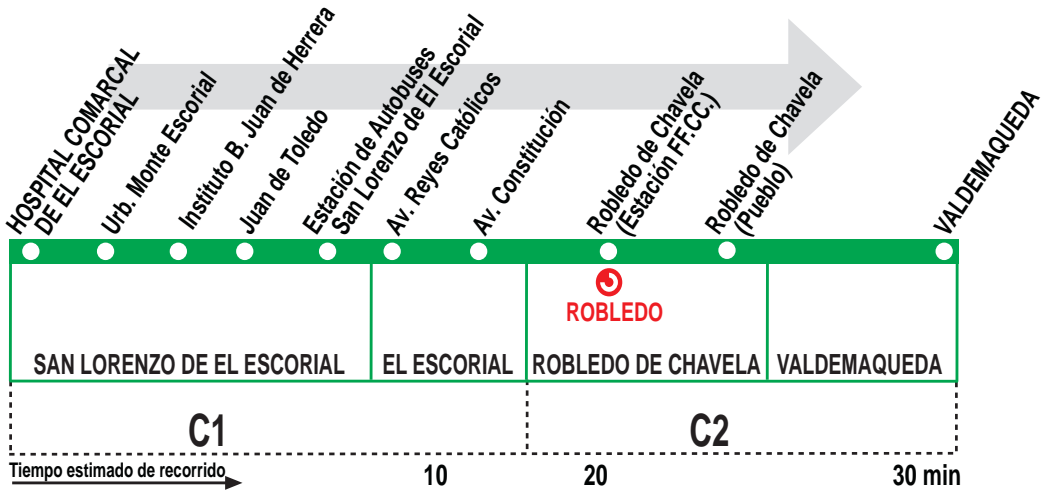 HOSPITAL COMARCAL
DE EL ESCORIAL
Urb. Monte Escorial
Instituto B. Juan de Herrera
Juan de Toledo
Estación de Autobuses
San Lorenzo de El Escorial
Av. Reyes Católicos
Av. Constitución
Robledo de Chavela
(Estación FF.CC.)
Robledo de Chavela
(Pueblo)
VALDEMAQUEDA
ROBLEDO
SAN LORENZO DE EL ESCORIAL
EL ESCORIAL
ROBLEDO DE CHAVELA
VALDEMAQUEDA
C1
C2
Tiempo estimado de recorrido
10
20
30 min